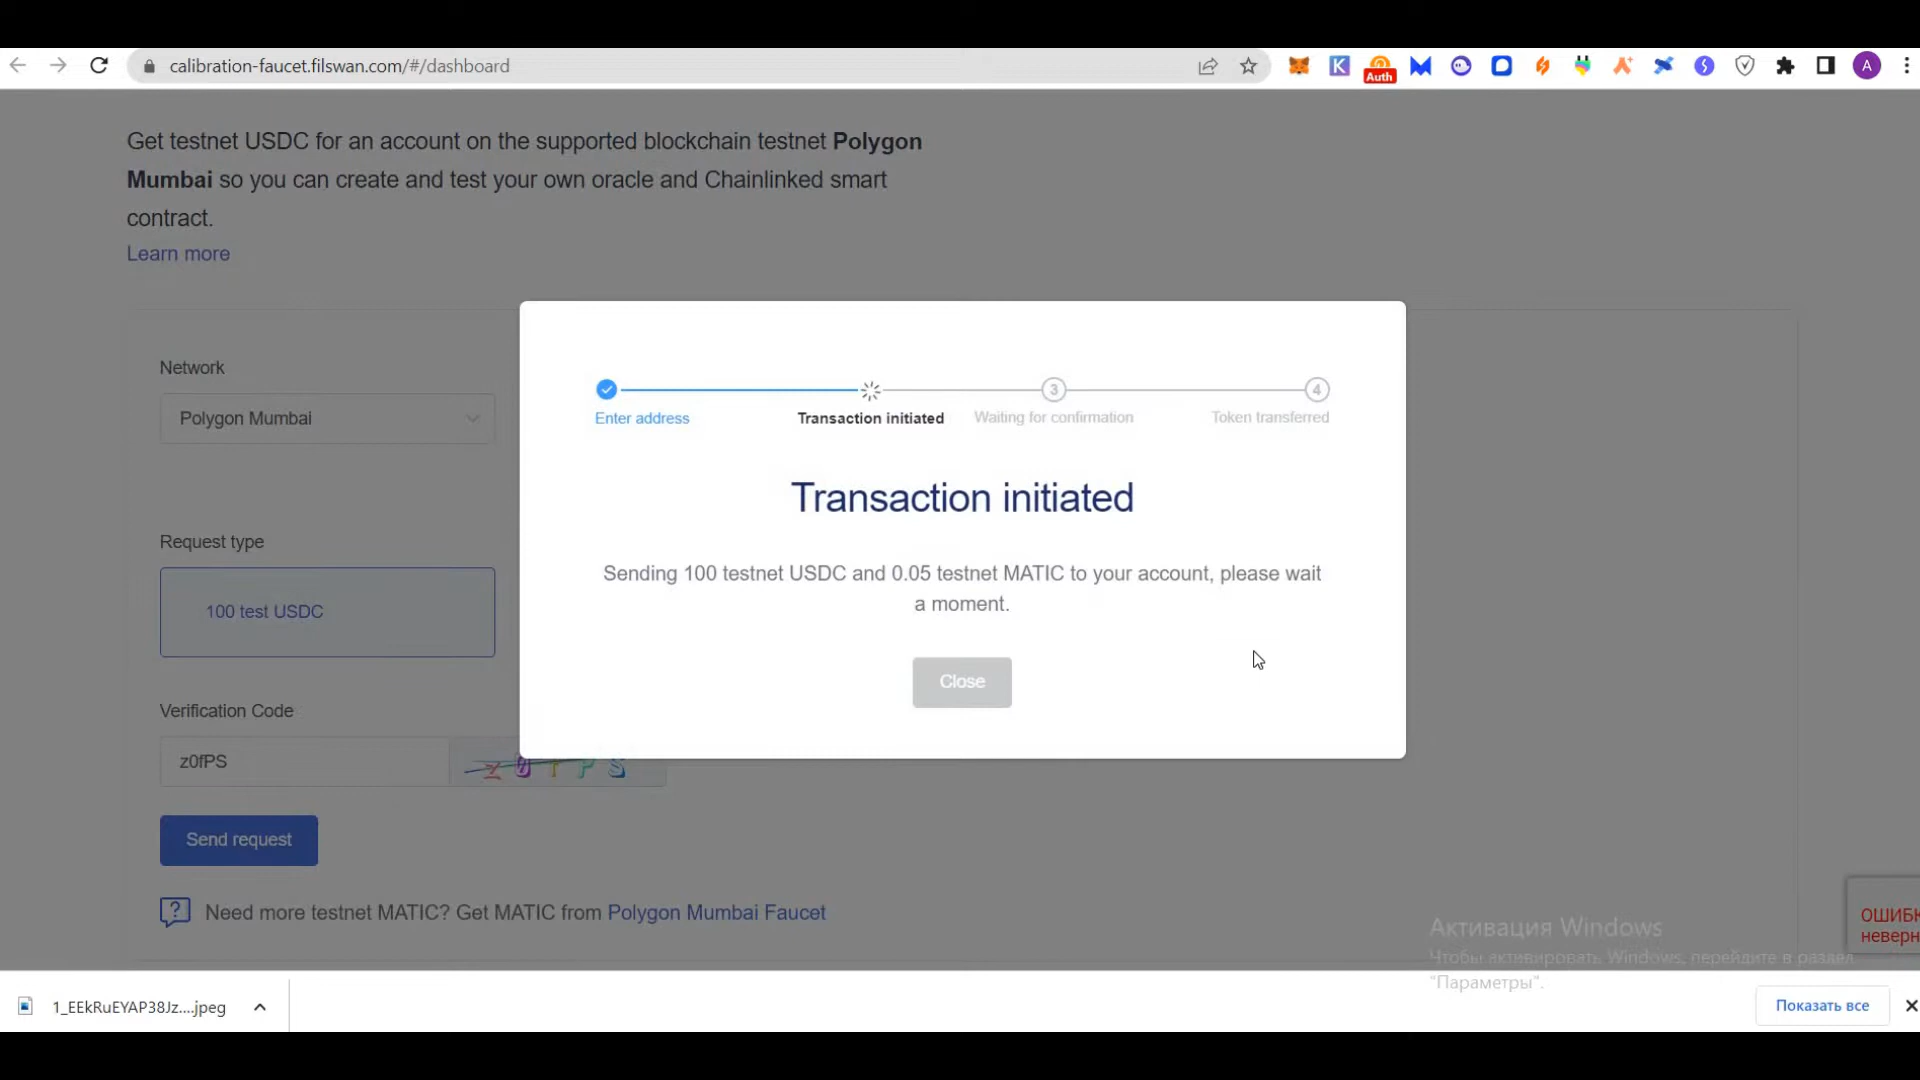 calibration-faucet.filswan.com/#/dashboard
Auth
A
Get testnet USDC for an account on the supported blockchain testnet Polygon
Mumbai so you can create and test your own oracle and Chainlinked smart
contract.
Learn more
Network
Polygon Mumbai
Request type
100 test USDC
Verification Code
z0fPS
z0fPS
Send request
Need more testnet MATIC? Get MATIC from Polygon Mumbai Faucet
3
4
Enter address
Transaction initiated
Waiting for confirmation
Token transferred
Transaction initiated
Sending 100 testnet USDC and 0.05 testnet MATIC to your account, please wait
a moment.
Close
ОШИБК
неверн
Активация Windows
Чтобы активировать Windows, перейдите в раздел
"Параметры".
1_EEkRuEYAP38Jz....jpeg
Показать все